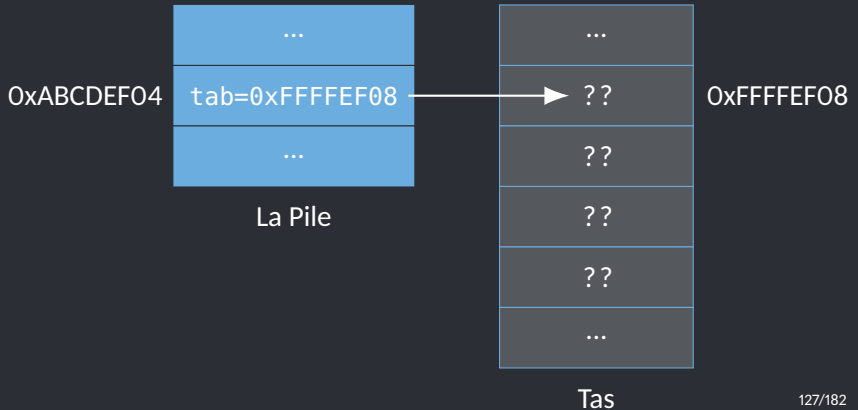 ...
0xABCDEF04
tab=0xFFFFEF08
...
La Pile
...
??
0xFFFFEF08
??
??
??
...
Tas
127/182